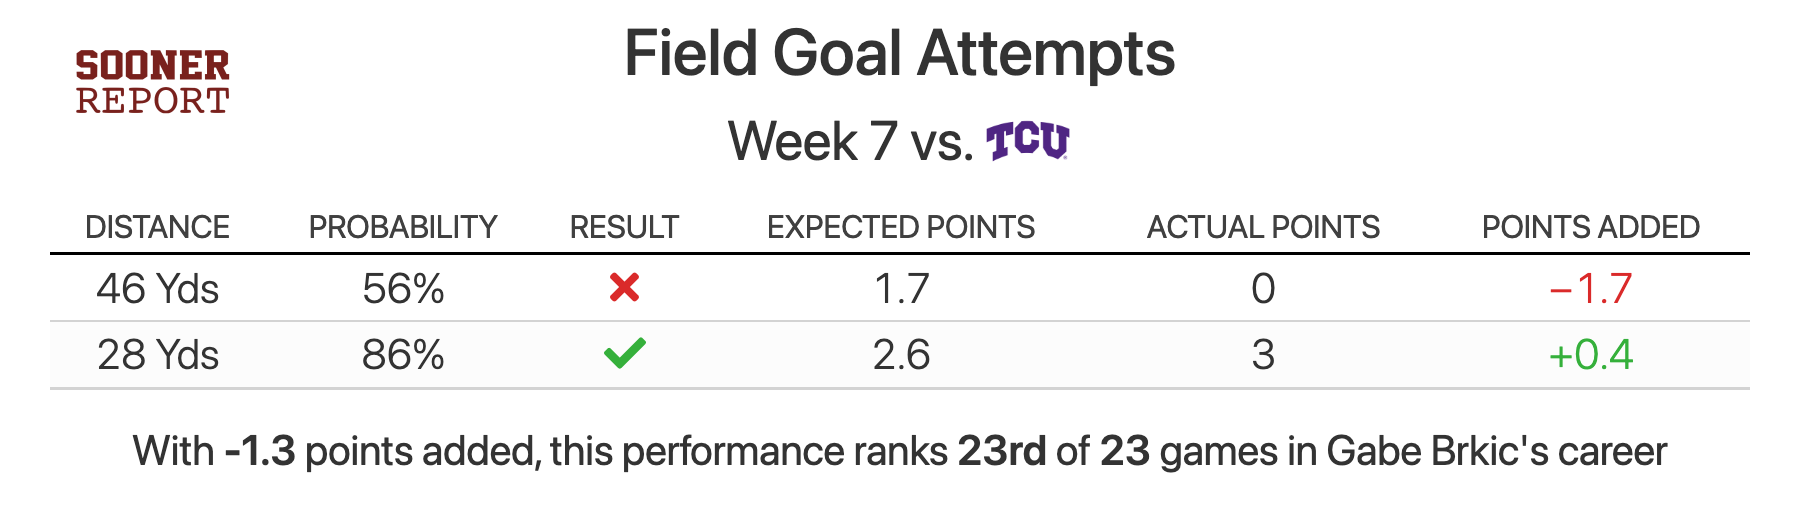 SOONER
REPORT
Field Goal Attempts
Week 7 vs. TCU
DISTANCE PROBABILITY RESULT EXPECTED POINTS ACTUAL POINTS POINTS ADDED
46 Yds 56% ✖ 1.7 0 −1.7
28 Yds 86% ✔ 2.6 3 +0.4
With -1.3 points added, this performance ranks 23rd of 23 games in Gabe Brkic's career